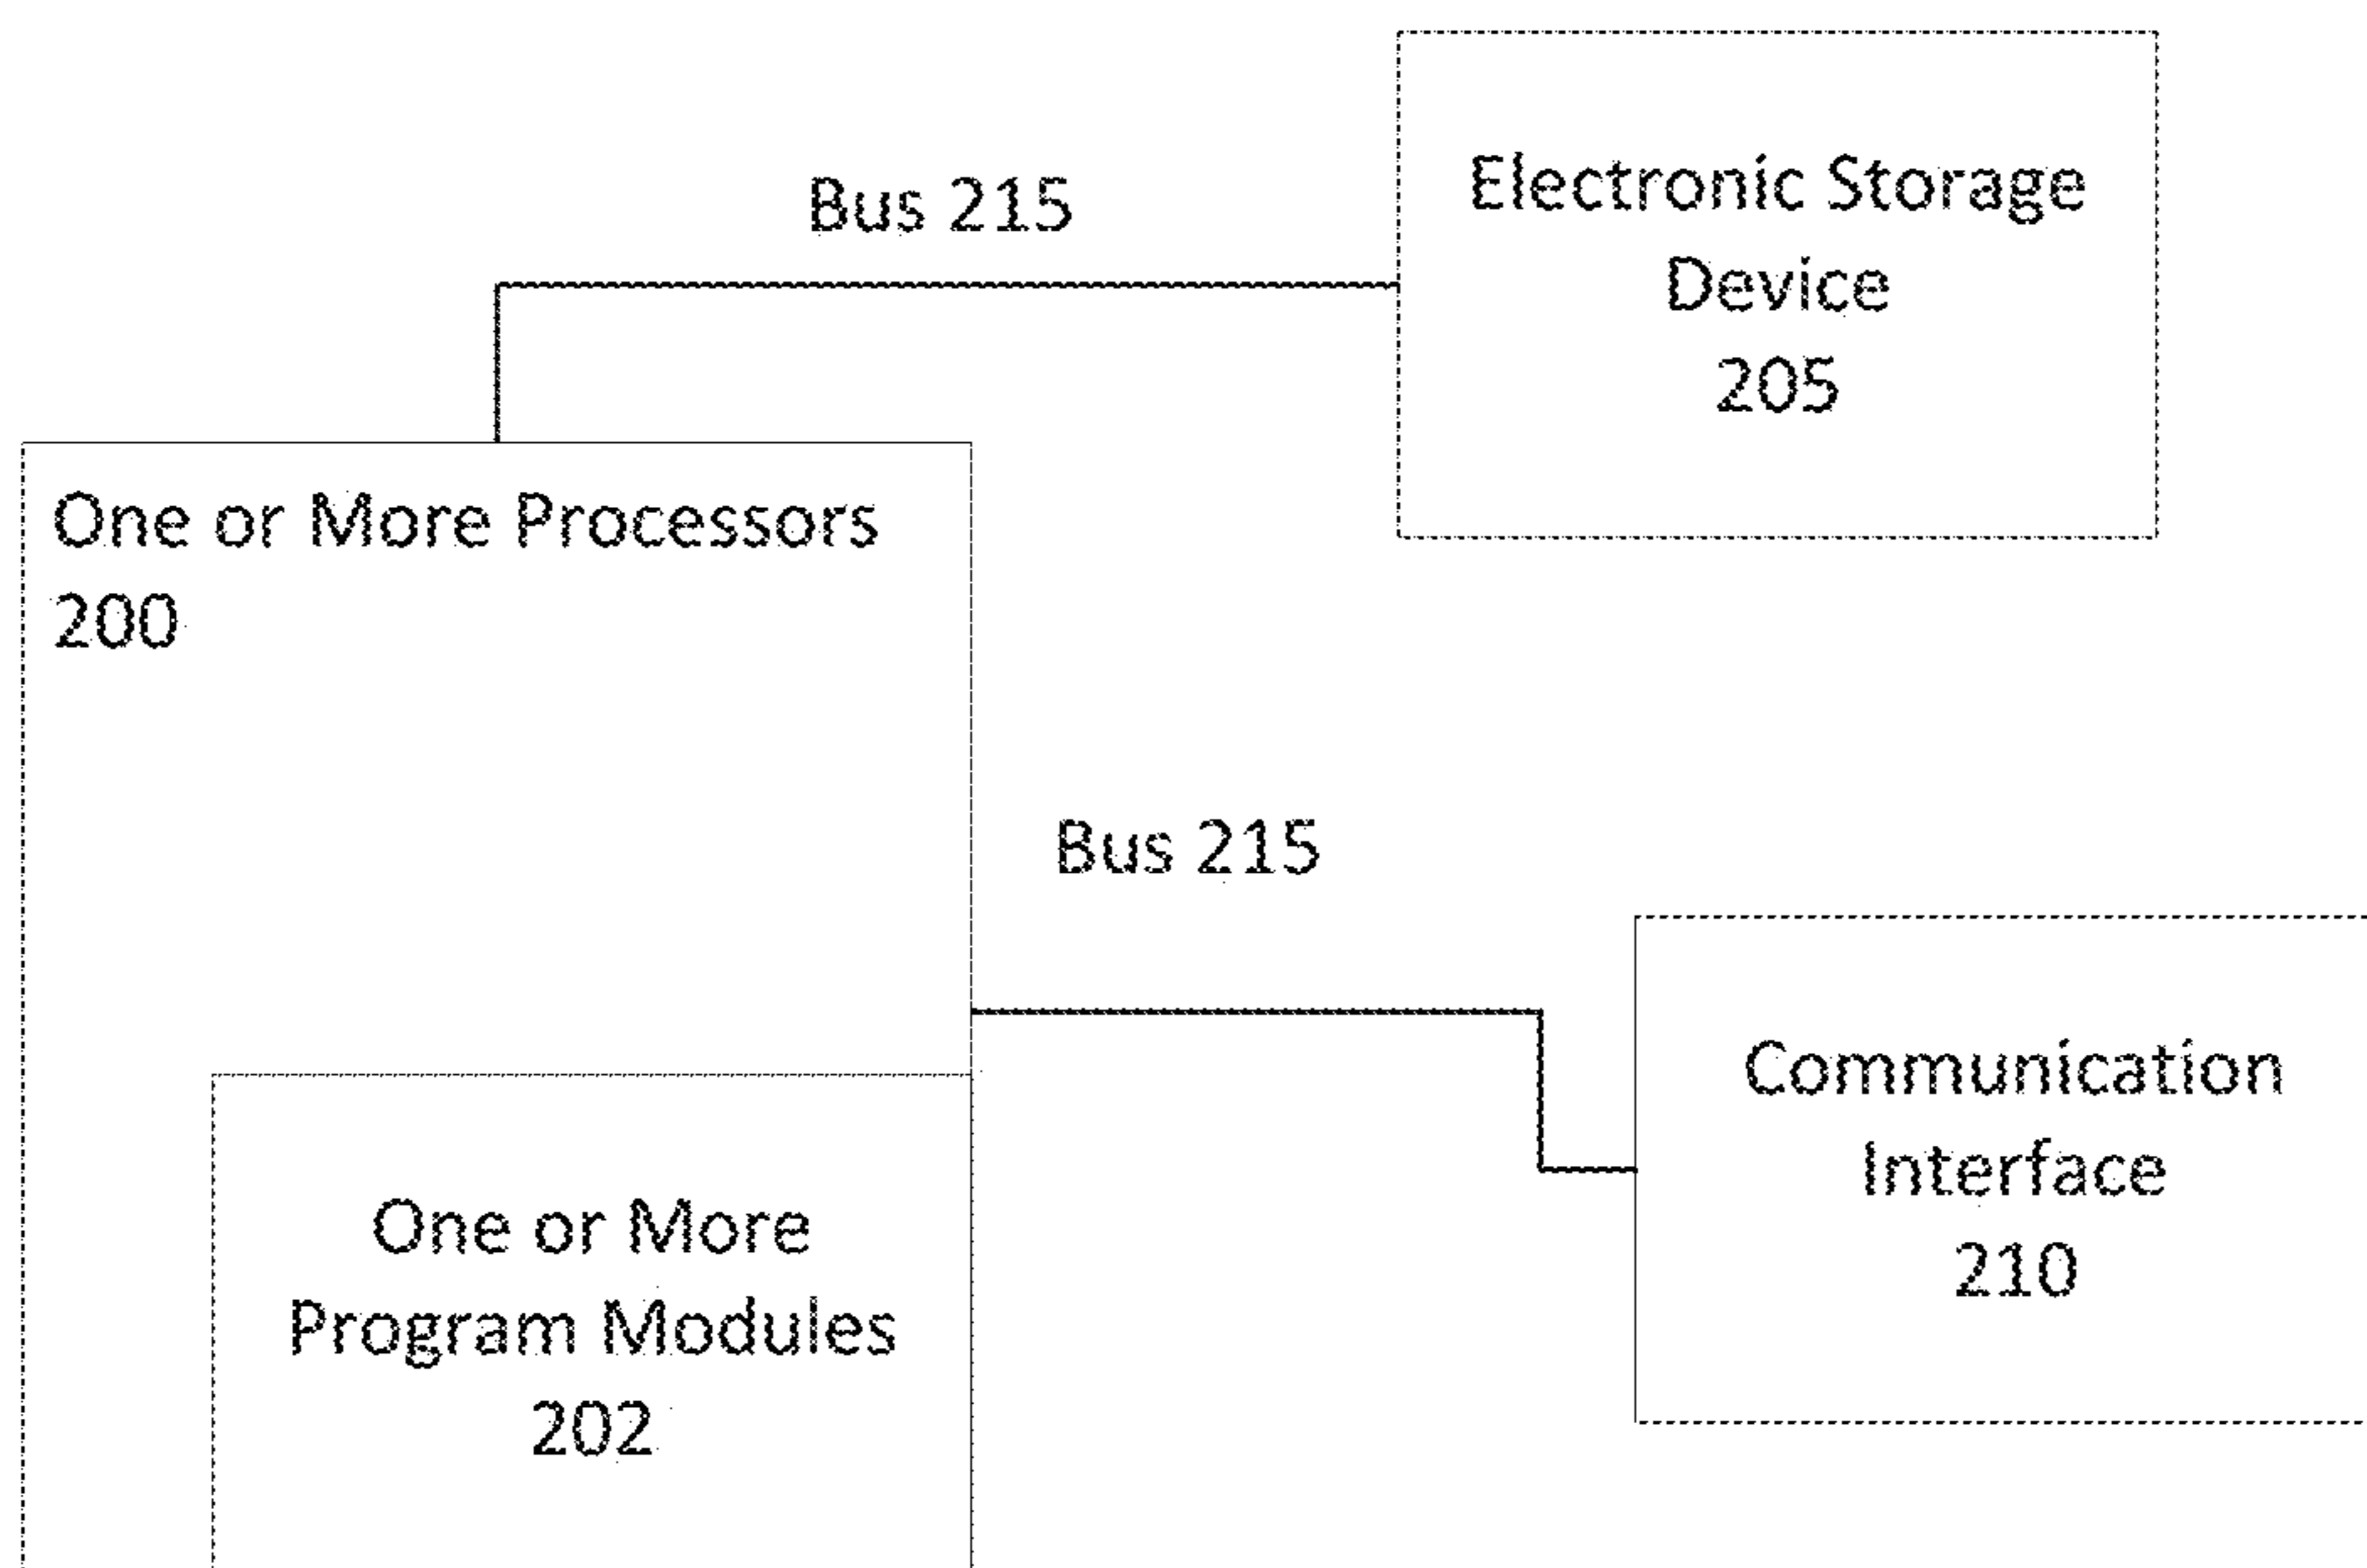 Bus 215
Electronic Storage
Device
205
One or More Processors
200
Bus 215
Communication
Interface
210
One or More
Program Modules
202